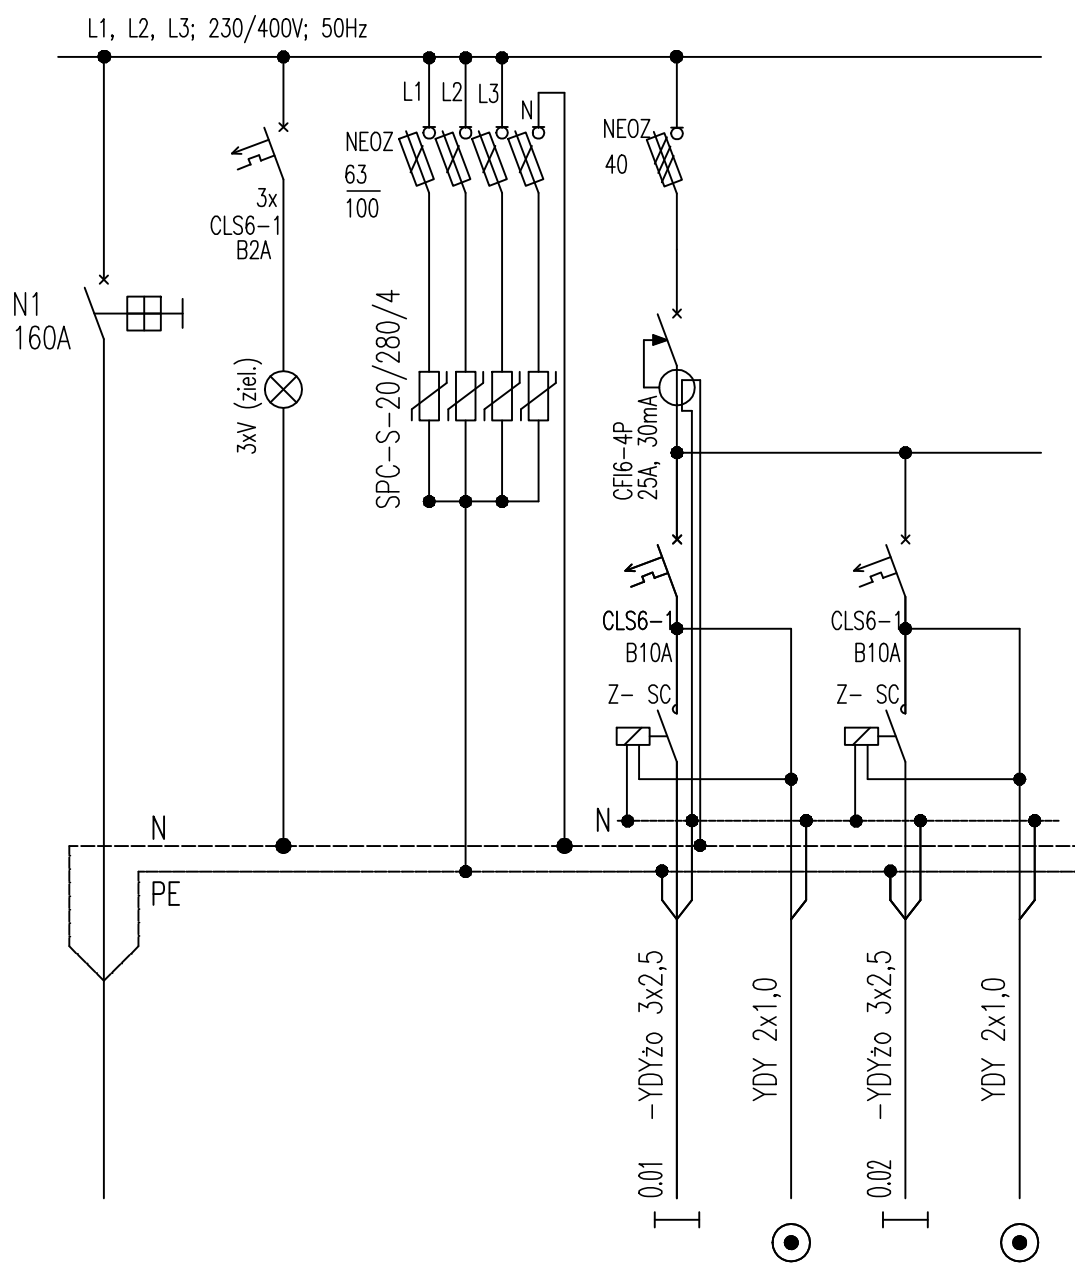 L1, L2, L3; 230/400V; 50Hz
L1 L2 L3 N
NEOZ
63
100
NEOZ
40
3x
CLS6-1
B2A
N1
160A
3xV (ziel.)
SPC-S-20/280/4
CFI6-4P
25A, 30mA
CLS6-1
B10A
Z- SC
CLS6-1
B10A
Z- SC
N
N
PE
0.01 -YDYżo 3x2,5
YDY 2x1,0
0.02 -YDYżo 3x2,5
YDY 2x1,0